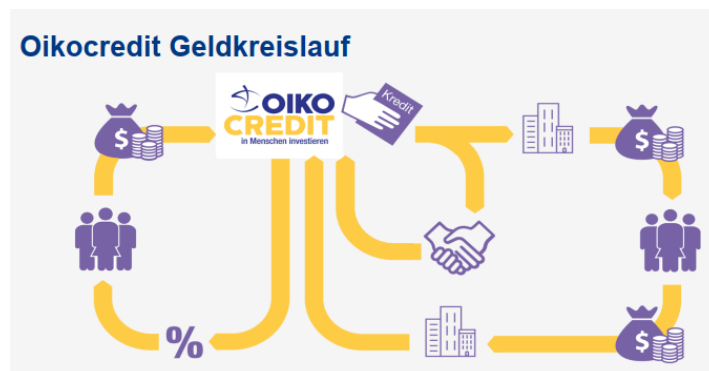 Oikocredit Geldkreislauf
OIKO
CREDIT
in Menschen investieren
Kredit
$
$
%
$